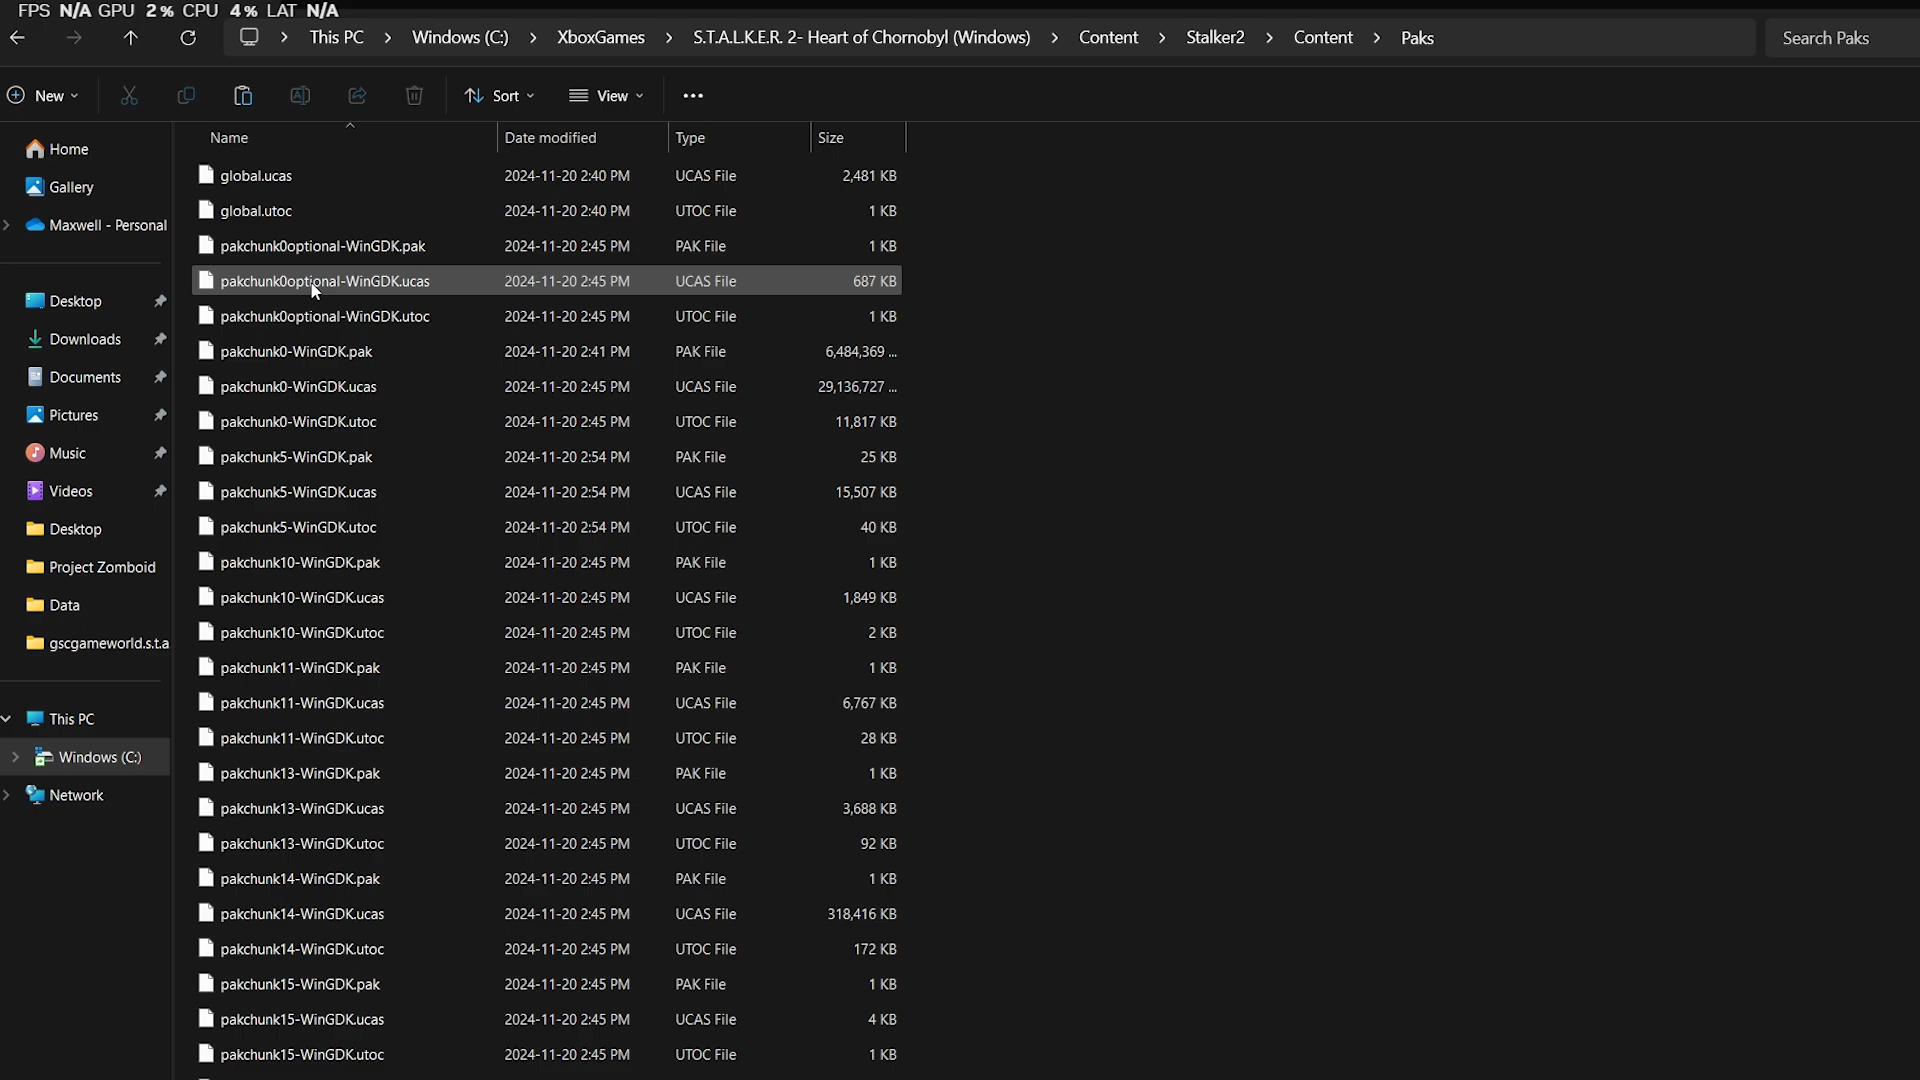 FPS N/A GPU 2% CPU 4% LAT N/A
This PC > Windows (C:) > XboxGames > S.T.A.L.K.E.R. 2- Heart of Chornobyl (Windows) > Content > Stalker2 > Content > Paks
Search Paks
New
Sort
View
Name Date modified Type Size
Home
Gallery
Maxwell - Personal
Desktop
Downloads
Documents
Pictures
Music
Videos
Desktop
Project Zomboid
Data
gscgameworld.s.t.a
This PC
Windows (C:)
Network
global.ucas 2024-11-20 2:40 PM UCAS File 2,481 KB
global.utoc 2024-11-20 2:40 PM UTOC File 1 KB
pakchunk0optional-WinGDK.pak 2024-11-20 2:45 PM PAK File 1 KB
pakchunk0optional-WinGDK.ucas 2024-11-20 2:45 PM UCAS File 687 KB
pakchunk0optional-WinGDK.utoc 2024-11-20 2:45 PM UTOC File 1 KB
pakchunk0-WinGDK.pak 2024-11-20 2:41 PM PAK File 6,484,369 ...
pakchunk0-WinGDK.ucas 2024-11-20 2:45 PM UCAS File 29,136,727 ...
pakchunk0-WinGDK.utoc 2024-11-20 2:45 PM UTOC File 11,817 KB
pakchunk5-WinGDK.pak 2024-11-20 2:54 PM PAK File 25 KB
pakchunk5-WinGDK.ucas 2024-11-20 2:54 PM UCAS File 15,507 KB
pakchunk5-WinGDK.utoc 2024-11-20 2:54 PM UTOC File 40 KB
pakchunk10-WinGDK.pak 2024-11-20 2:45 PM PAK File 1 KB
pakchunk10-WinGDK.ucas 2024-11-20 2:45 PM UCAS File 1,849 KB
pakchunk10-WinGDK.utoc 2024-11-20 2:45 PM UTOC File 2 KB
pakchunk11-WinGDK.pak 2024-11-20 2:45 PM PAK File 1 KB
pakchunk11-WinGDK.ucas 2024-11-20 2:45 PM UCAS File 6,767 KB
pakchunk11-WinGDK.utoc 2024-11-20 2:45 PM UTOC File 28 KB
pakchunk13-WinGDK.pak 2024-11-20 2:45 PM PAK File 1 KB
pakchunk13-WinGDK.ucas 2024-11-20 2:45 PM UCAS File 3,688 KB
pakchunk13-WinGDK.utoc 2024-11-20 2:45 PM UTOC File 92 KB
pakchunk14-WinGDK.pak 2024-11-20 2:45 PM PAK File 1 KB
pakchunk14-WinGDK.ucas 2024-11-20 2:45 PM UCAS File 318,416 KB
pakchunk14-WinGDK.utoc 2024-11-20 2:45 PM UTOC File 172 KB
pakchunk15-WinGDK.pak 2024-11-20 2:45 PM PAK File 1 KB
pakchunk15-WinGDK.ucas 2024-11-20 2:45 PM UCAS File 4 KB
pakchunk15-WinGDK.utoc 2024-11-20 2:45 PM UTOC File 1 KB